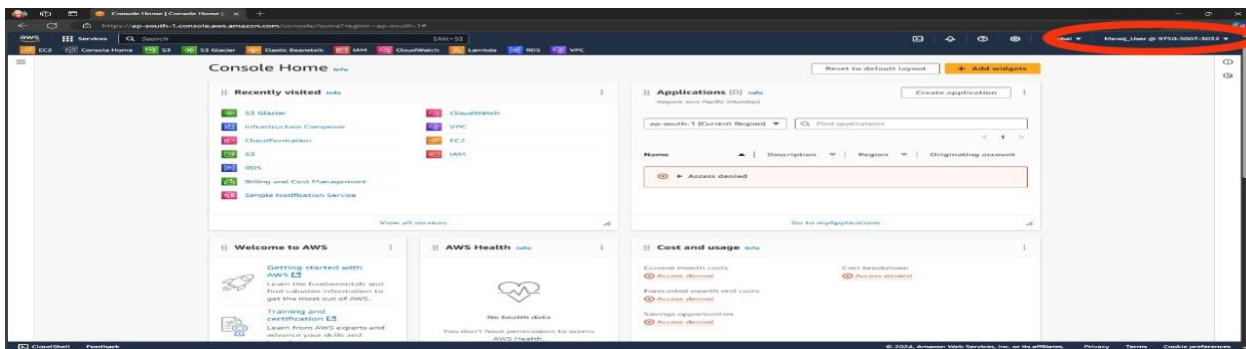 Console Home | Console Home |
https://ap-south-1.console.aws.amazon.com/console/home?region=ap-south-1#
aws Services Search [Alt+S] Manoj_User @ 9750-5007-5032
EC2 Console Home S3 S3 Glacier Elastic Beanstalk IAM CloudWatch Lambda RDS VPC
Console Home Info Reset to default layout + Add widgets
Recently visited Info
S3 Glacier CloudWatch
Infrastructure Composer VPC
CloudFormation EC2
S3 IAM
RDS
Billing and Cost Management
Simple Notification Service
View all services
Applications (0) Info Create application
Region: Asia Pacific (Mumbai)
ap-south-1 (Current Region) Find applications
< 1 >
Name Description Region Originating account
Access denied
Go to myApplications
Welcome to AWS
Getting started with
AWS
Learn the fundamentals and
find valuable information to
get the most out of AWS.
Training and
certification
Learn from AWS experts and
advance your skills and
AWS Health Info
No health data
You don't have permissions to access
AWS Health.
Cost and usage Info
Current month costs Cost breakdown
Access denied Access denied
Forecasted month end costs
Access denied
Savings opportunities
Access denied
CloudShell Feedback © 2024, Amazon Web Services, Inc. or its affiliates. Privacy Terms Cookie preferences